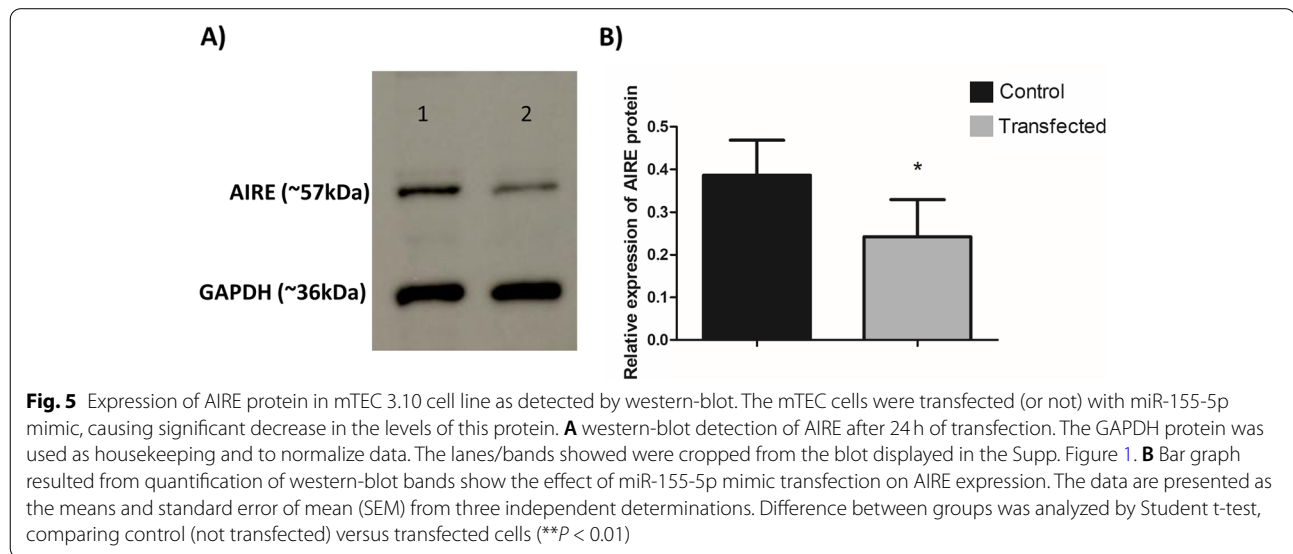 A)
B)
1 2
AIRE (~57kDa)
GAPDH (~36kDa)
Control
Transfected
Relative expression of AIRE protein
0.5
0.4
0.3
0.2
0.1
0.0
*
Fig. 5 Expression of AIRE protein in mTEC 3.10 cell line as detected by western-blot. The mTEC cells were transfected (or not) with miR-155-5p
mimic, causing significant decrease in the levels of this protein. A western-blot detection of AIRE after 24 h of transfection. The GAPDH protein was
used as housekeeping and to normalize data. The lanes/bands showed were cropped from the blot displayed in the Supp. Figure 1. B Bar graph
resulted from quantification of western-blot bands show the effect of miR-155-5p mimic transfection on AIRE expression. The data are presented as
the means and standard error of mean (SEM) from three independent determinations. Difference between groups was analyzed by Student t-test,
comparing control (not transfected) versus transfected cells (**P < 0.01)